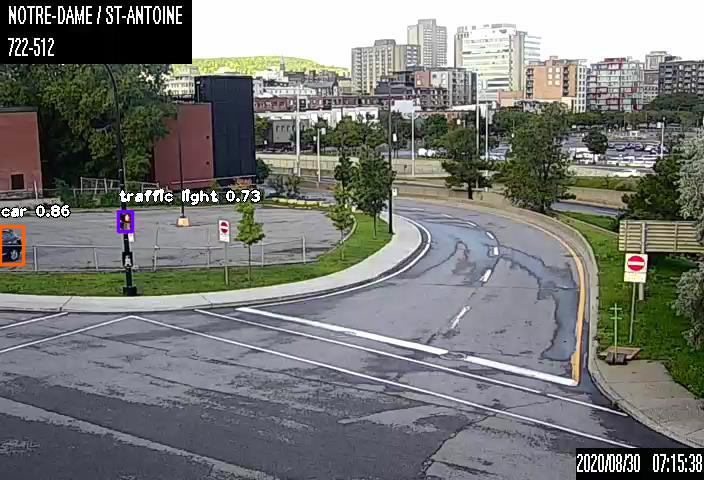 NOTRE-DAME / ST-ANTOINE
722-512
traffic light 0.73
car 0.86
2020/08/30 07:15:38